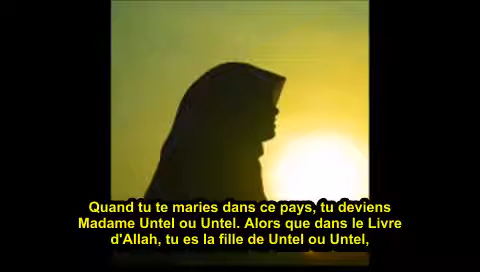 Quand tu te maries dans ce pays, tu deviens
Madame Untel ou Untel. Alors que dans le Livre
d'Allah, tu es la fille de Untel ou Untel,